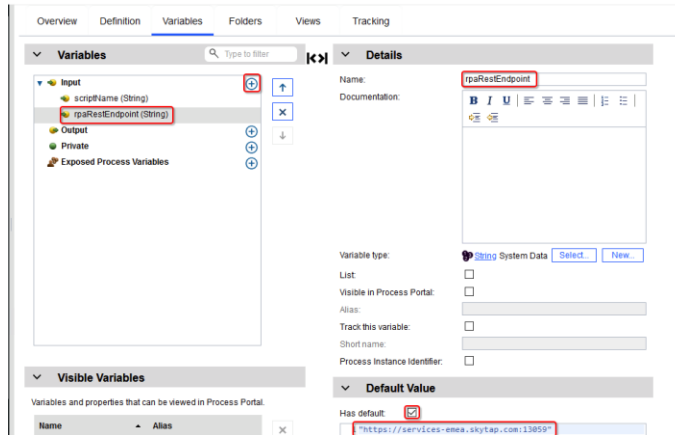 Overview Definition Variables Folders Views Tracking
Variables
Type to filter
Input
scriptName (String)
rpaRestEndpoint (String)
Output
Private
Exposed Process Variables
Visible Variables
Variables and properties that can be viewed in Process Portal.
Name Alias
Details
Name: rpaRestEndpoint
Documentation:
B I U
Variable type: String System Data Select... New...
List:
Visible in Process Portal:
Alias:
Track this variable:
Short name:
Process Instance Identifier:
Default Value
Has default:
"https://services-emea.skytap.com:13059"